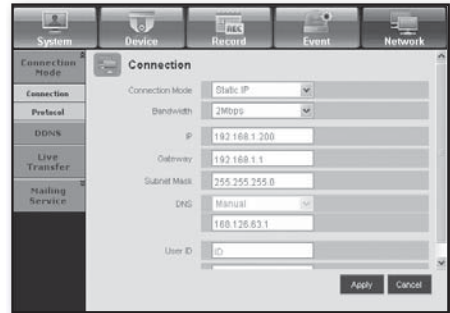 System Device Record Event Network
REC
Connection Mode
Connection
Protocol
DDNS
Live Transfer
Mailing Service
Connection
Connection Mode Static IP
Bandwidth 2Mbps
IP 192.168.1.200
Gateway 192.168.1.1
Subnet Mask 255.255.255.0
DNS Manual
168.126.63.1
User ID ID
Apply Cancel